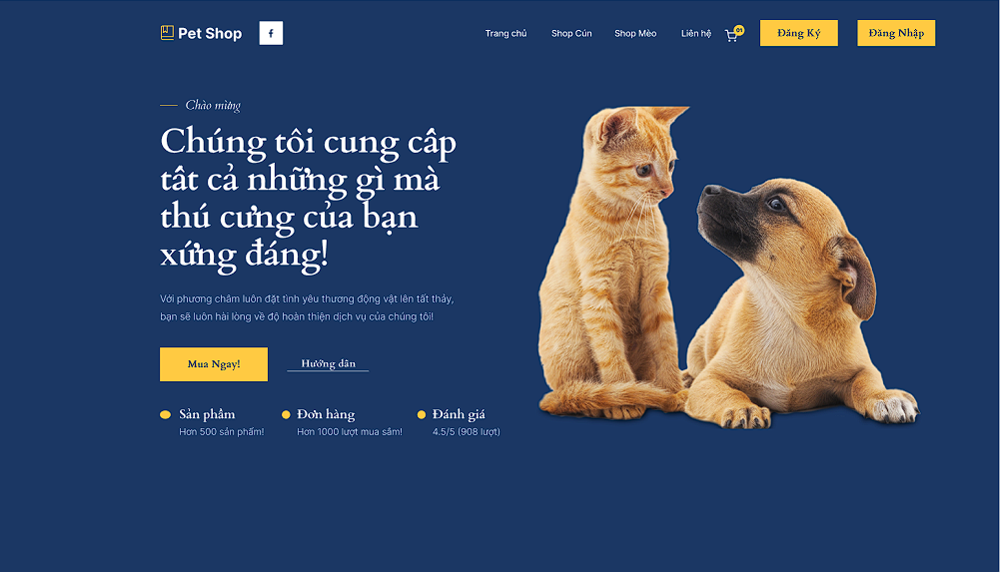 Pet Shop
f
Trang chủ
Shop Cún
Shop Mèo
Liên hệ
01
Đăng Ký
Đăng Nhập
Chào mừng
Chúng tôi cung cấp
tất cả những gì mà
thú cưng của bạn
xứng đáng!
Với phương châm luôn đặt tình yêu thương động vật lên tất thảy,
bạn sẽ luôn hài lòng về độ hoàn thiện dịch vụ của chúng tôi!
Mua Ngay!
Hướng dẫn
Sản phẩm
Hơn 500 sản phẩm!
Đơn hàng
Hơn 1000 lượt mua sắm!
Đánh giá
4.5/5 (908 lượt)